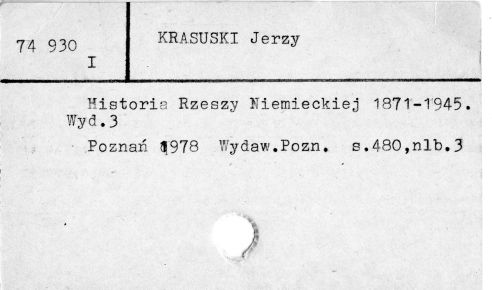 74 930
I
KRASUSKI Jerzy
Historia Rzeszy Niemieckiej 1871-1945.
Wyd.3
Poznań 1978 Wydaw.Pozn. s.480,nlb.3